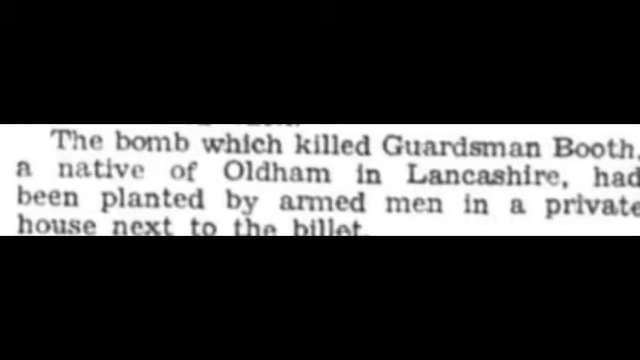 The bomb which killed Guardsman Booth,
a native of Oldham in Lancashire, had
been planted by armed men in a private
house next to the billet.